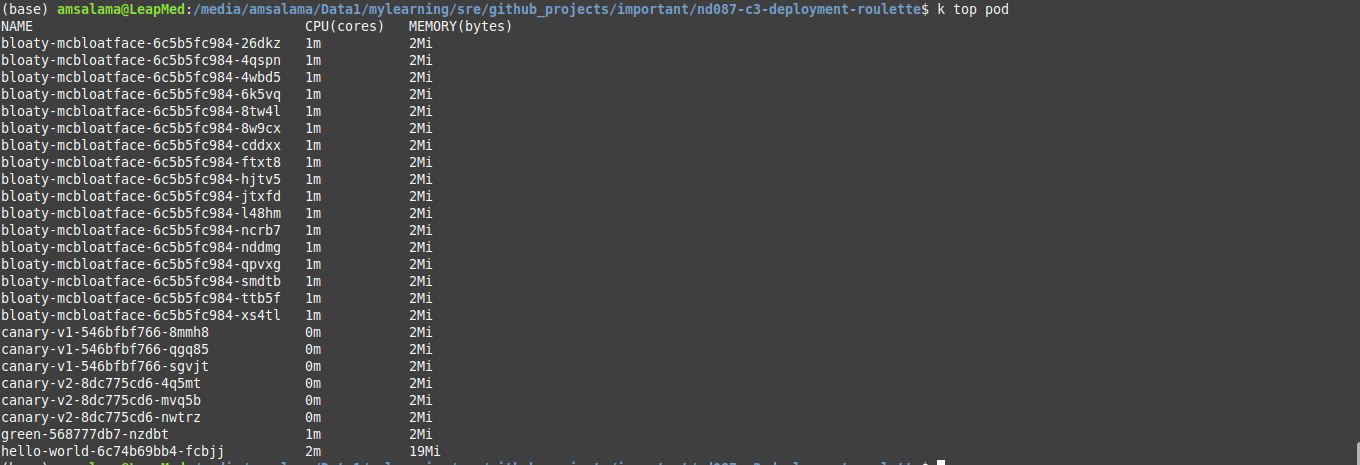 (base) amsalama@LeapMed:/media/amsalama/Data1/mylearning/sre/github_projects/important/nd087-c3-deployment-roulette$ k top pod
NAME CPU(cores) MEMORY(bytes)
bloaty-mcbloatface-6c5b5fc984-26dkz 1m 2Mi
bloaty-mcbloatface-6c5b5fc984-4qspn 1m 2Mi
bloaty-mcbloatface-6c5b5fc984-4wbd5 1m 2Mi
bloaty-mcbloatface-6c5b5fc984-6k5vq 1m 2Mi
bloaty-mcbloatface-6c5b5fc984-8tw4l 1m 2Mi
bloaty-mcbloatface-6c5b5fc984-8w9cx 1m 2Mi
bloaty-mcbloatface-6c5b5fc984-cddxx 1m 2Mi
bloaty-mcbloatface-6c5b5fc984-ftxt8 1m 2Mi
bloaty-mcbloatface-6c5b5fc984-hjtv5 1m 2Mi
bloaty-mcbloatface-6c5b5fc984-jtxfd 1m 2Mi
bloaty-mcbloatface-6c5b5fc984-l48hm 1m 2Mi
bloaty-mcbloatface-6c5b5fc984-ncrb7 1m 2Mi
bloaty-mcbloatface-6c5b5fc984-nddmg 1m 2Mi
bloaty-mcbloatface-6c5b5fc984-qpvxg 1m 2Mi
bloaty-mcbloatface-6c5b5fc984-smdtb 1m 2Mi
bloaty-mcbloatface-6c5b5fc984-ttb5f 1m 2Mi
bloaty-mcbloatface-6c5b5fc984-xs4tl 1m 2Mi
canary-v1-546bfbf766-8mmh8 0m 2Mi
canary-v1-546bfbf766-qgq85 0m 2Mi
canary-v1-546bfbf766-sgvjt 0m 2Mi
canary-v2-8dc775cd6-4q5mt 0m 2Mi
canary-v2-8dc775cd6-mvq5b 0m 2Mi
canary-v2-8dc775cd6-nwtrz 0m 2Mi
green-568777db7-nzdbt 1m 2Mi
hello-world-6c74b69bb4-fcbjj 2m 19Mi